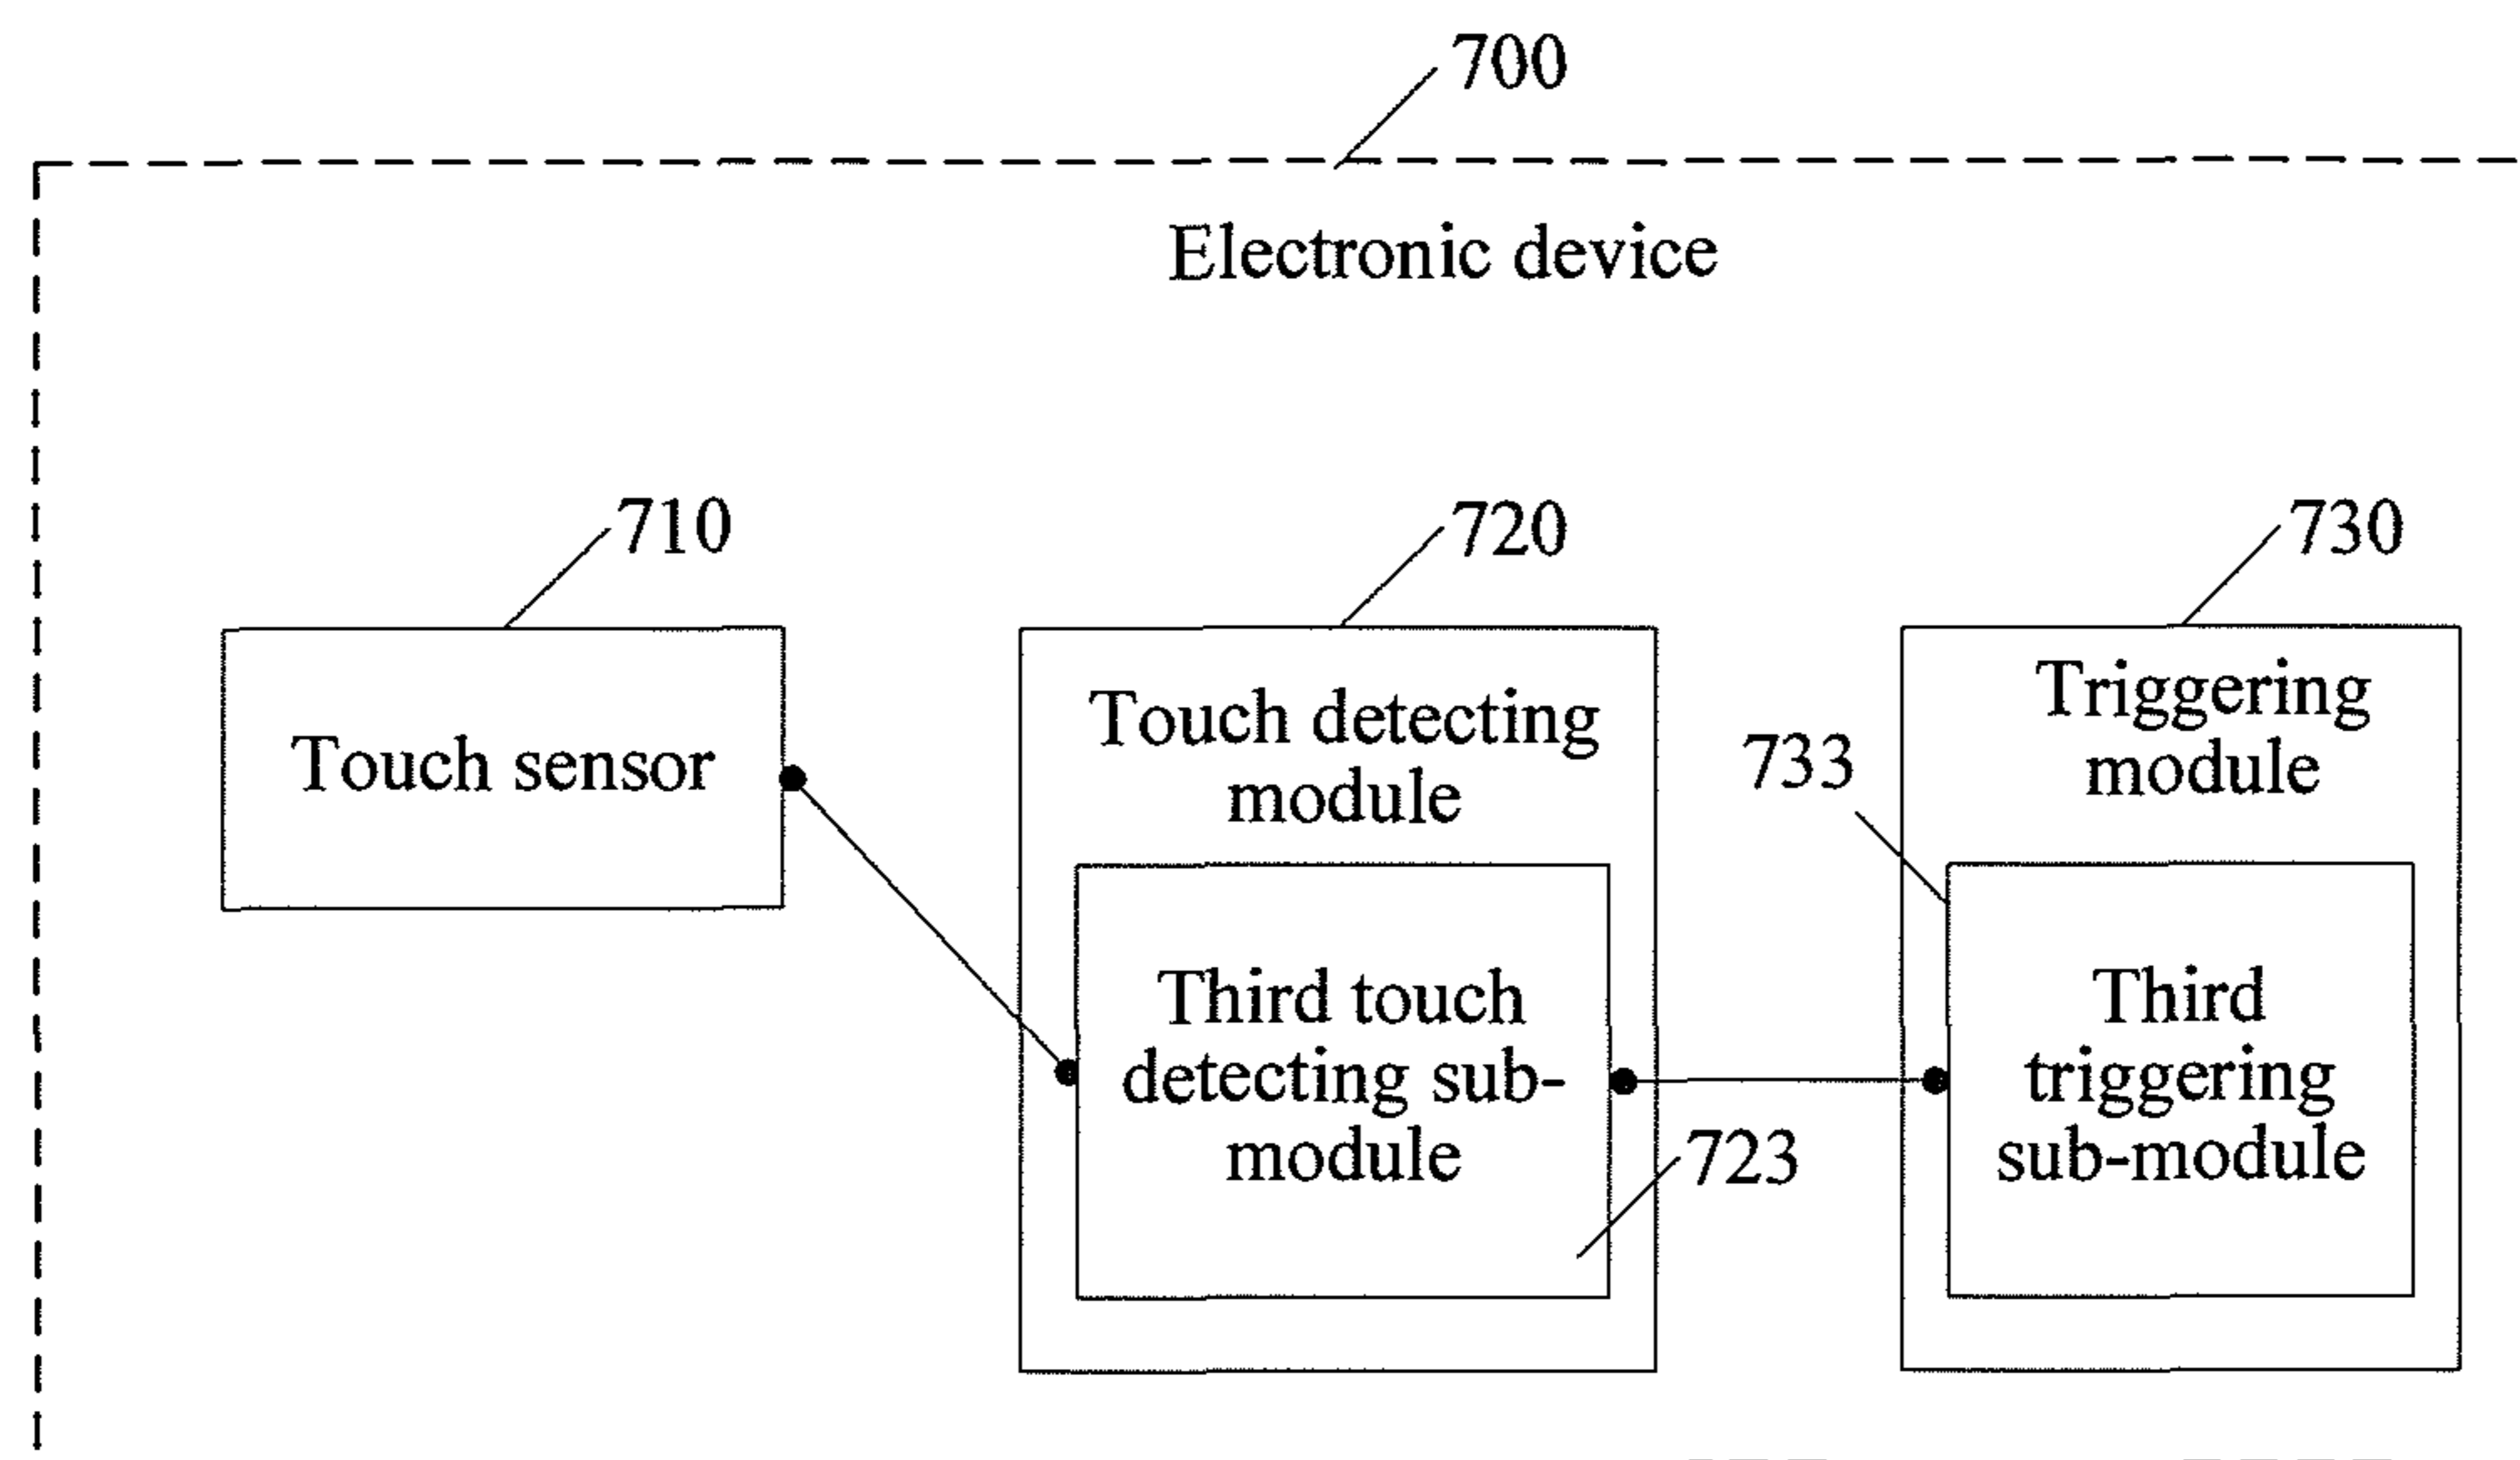 700
Electronic device
710
720
730
Touch sensor
Touch detecting
module
733
Triggering
module
Third touch
detecting sub-
module
723
Third
triggering
sub-module